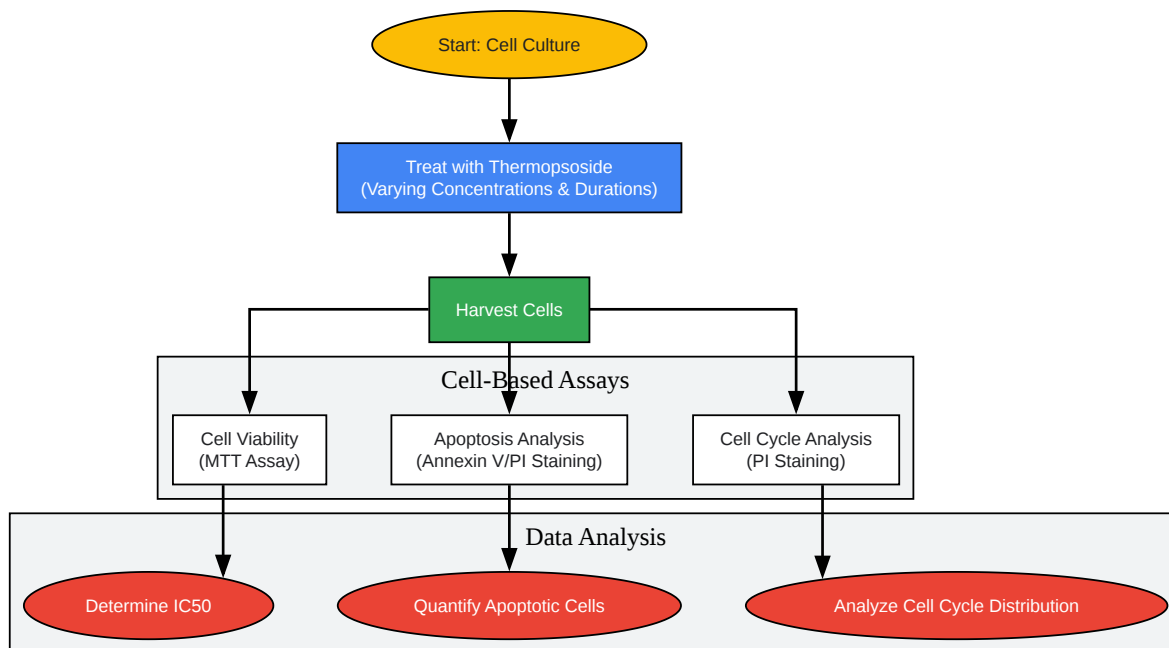 Start: Cell Culture
Treat with Thermopsoside
(Varying Concentrations & Durations)
Harvest Cells
Cell-Based Assays
Cell Viability
(MTT Assay)
Apoptosis Analysis
(Annexin V/PI Staining)
Cell Cycle Analysis
(PI Staining)
Data Analysis
Determine IC50
Quantify Apoptotic Cells
Analyze Cell Cycle Distribution